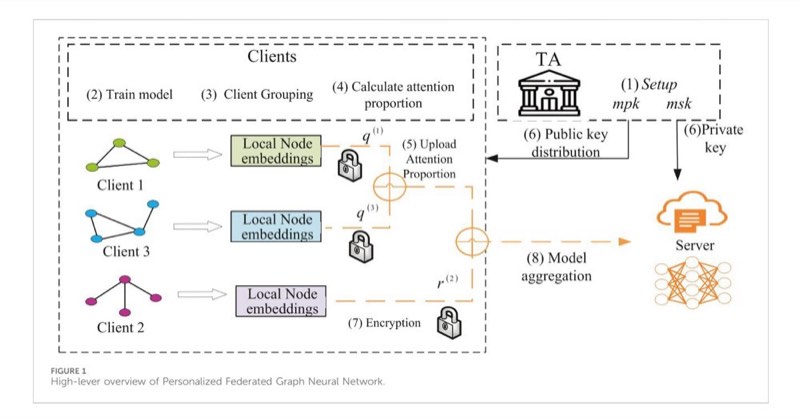 Clients
(2) Train model
(3) Client Grouping
(4) Calculate attention
proportion
TA
(1) Setup
mpk msk
(6) Public key
distribution
(6)Private
key
Client 1
Local Node
embeddings
q(1)
(5) Upload
Attention
Proportion
Client 3
Local Node
embeddings
q(3)
Client 2
Local Node
embeddings
r(2)
(7) Encryption
(8) Model
aggregation
Server
FIGURE 1
High-lever overview of Personalized Federated Graph Neural Network.